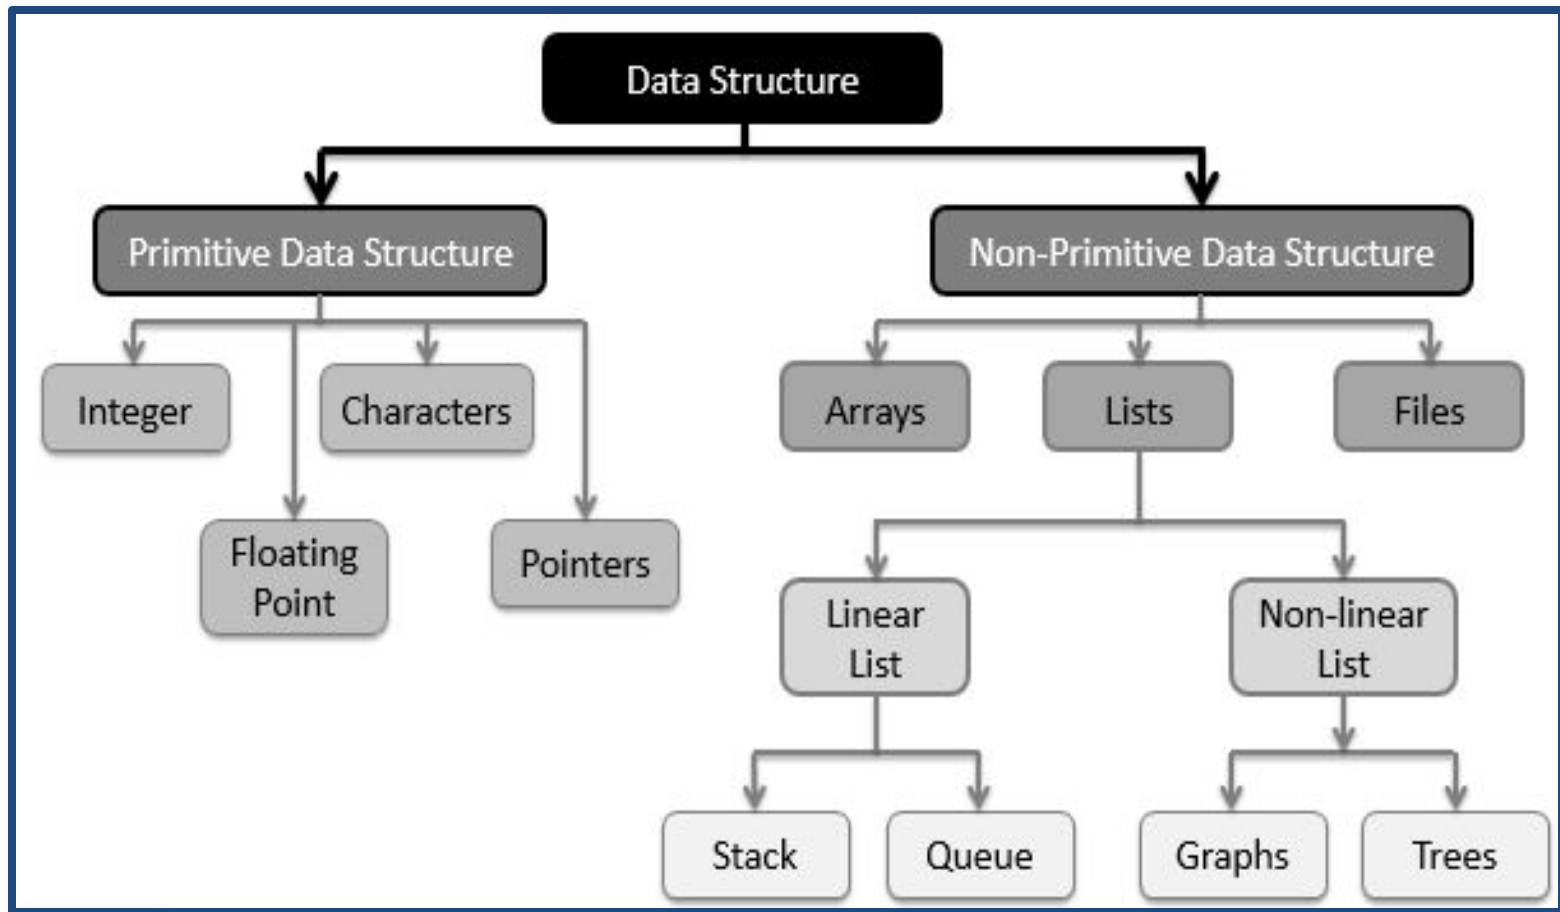 Data Structure
Primitive Data Structure
Non-Primitive Data Structure
Integer
Characters
Arrays
Lists
Files
Floating
Point
Pointers
Linear
List
Non-linear
List
Stack
Queue
Graphs
Trees